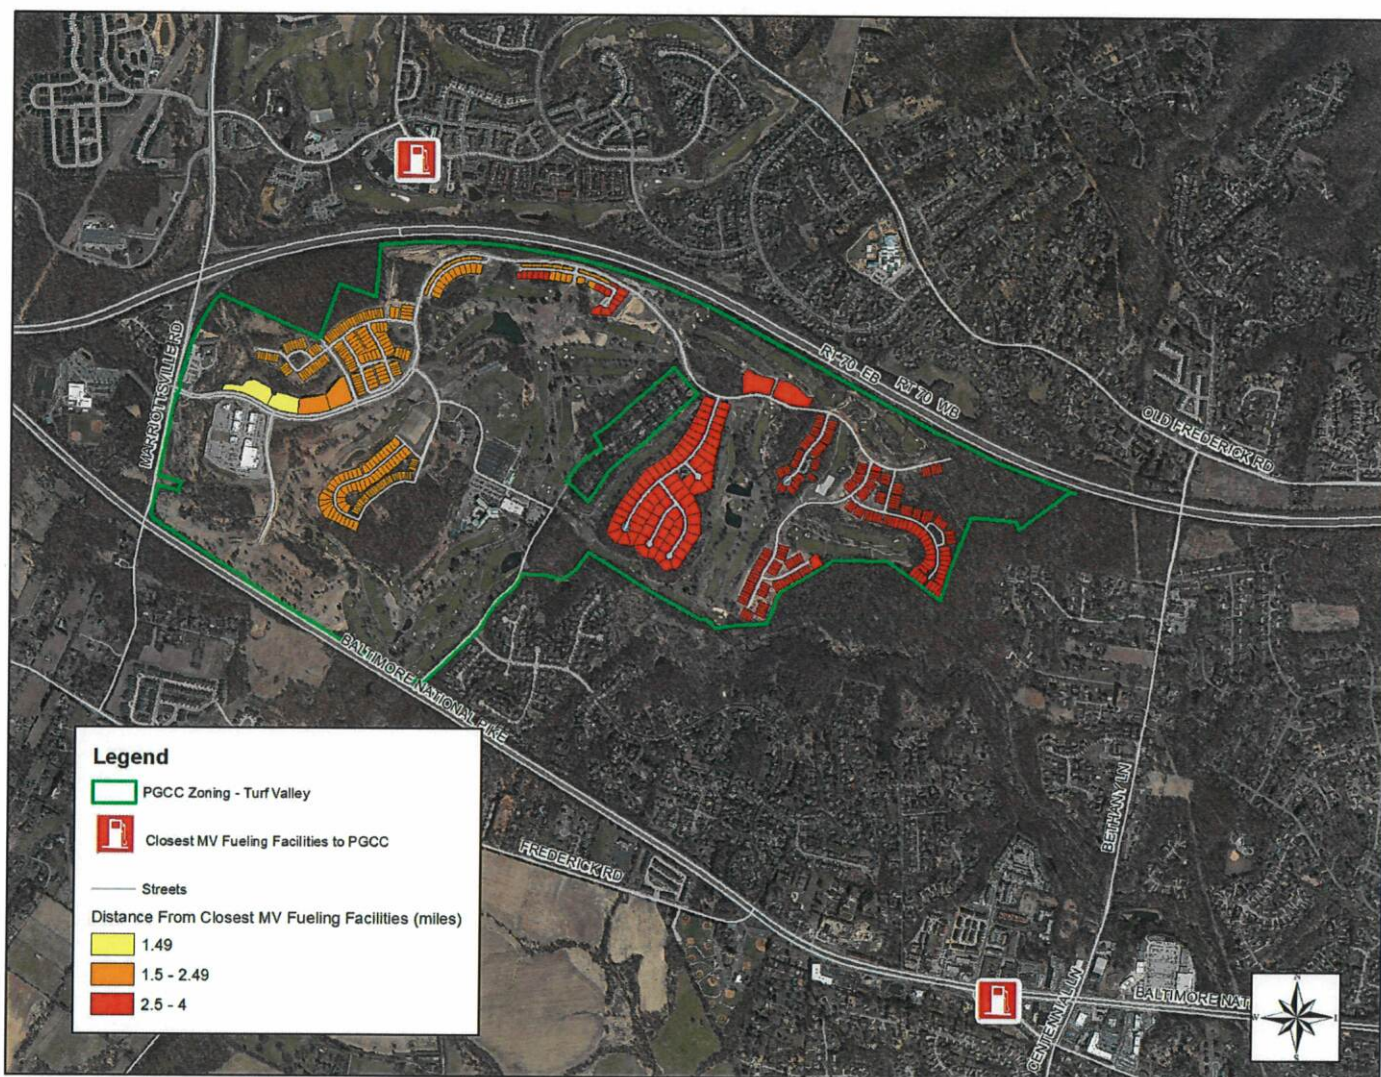 MARRIOTTSVILLE RD
RT 70 EB RT 70 WB
OLD FREDERICK RD
BALTIMORE NATIONAL PIKE
BETHANY LN
FREDERICK RD
CENTENNIAL LN
BALTIMORE NAT
Legend
PGCC Zoning - Turf Valley
Closest MV Fueling Facilities to PGCC
Streets
Distance From Closest MV Fueling Facilities (miles)
1.49
1.5 - 2.49
2.5 - 4
N
W
E
S